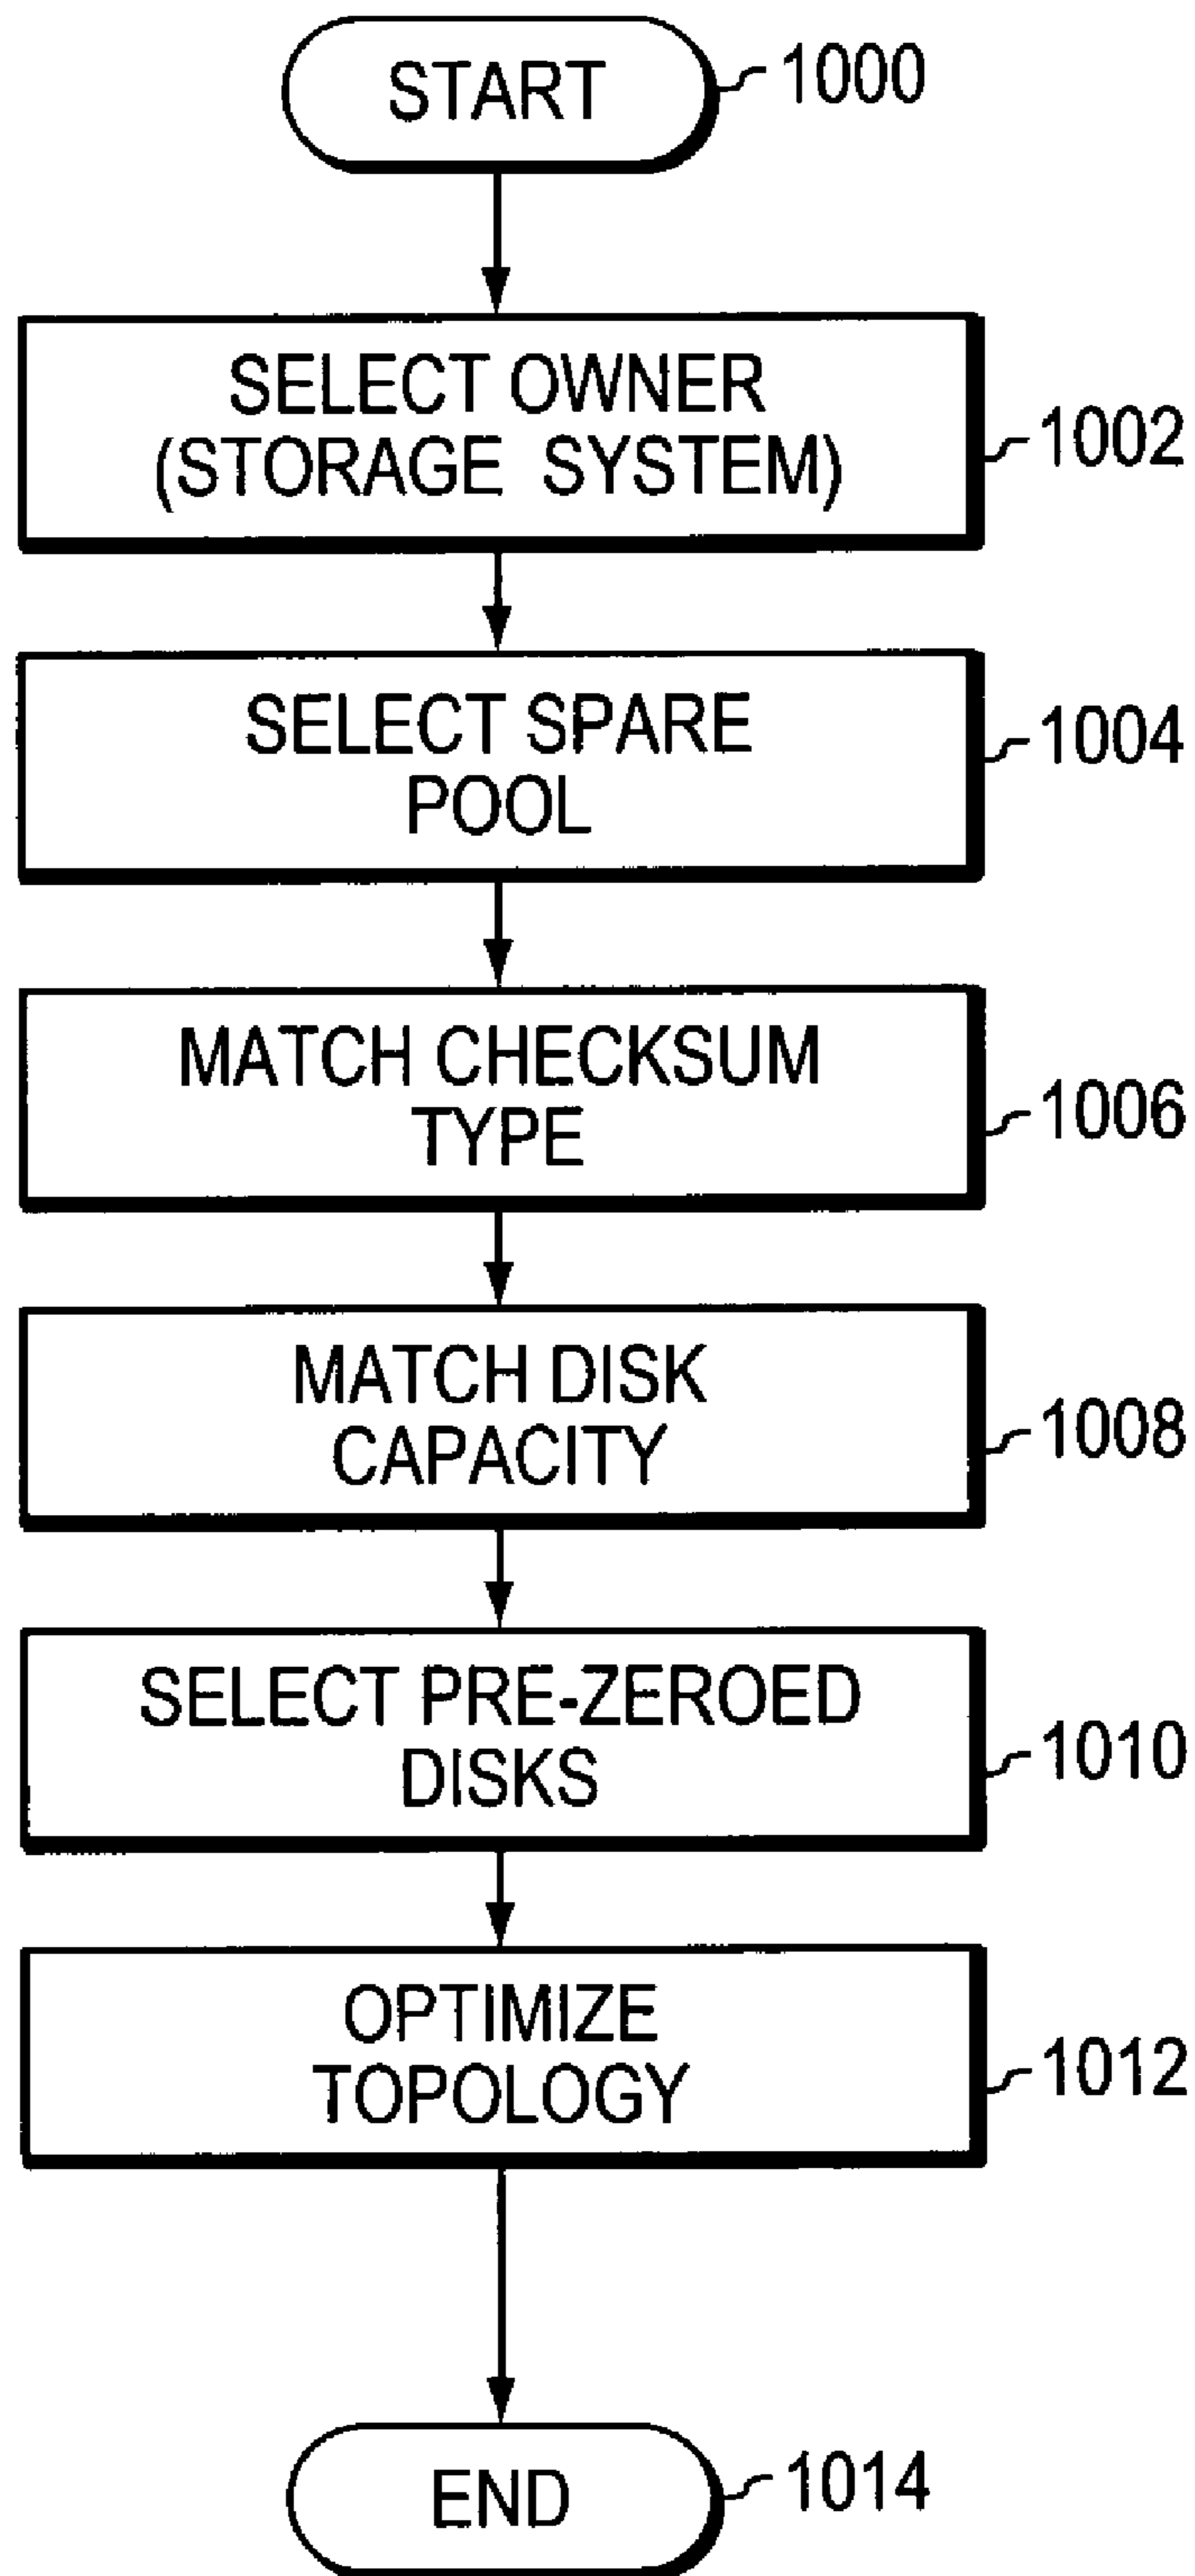 START
1000
SELECT OWNER
(STORAGE SYSTEM)
1002
SELECT SPARE
POOL
1004
MATCH CHECKSUM
TYPE
1006
MATCH DISK
CAPACITY
1008
SELECT PRE-ZEROED
DISKS
1010
OPTIMIZE
TOPOLOGY
1012
END
1014